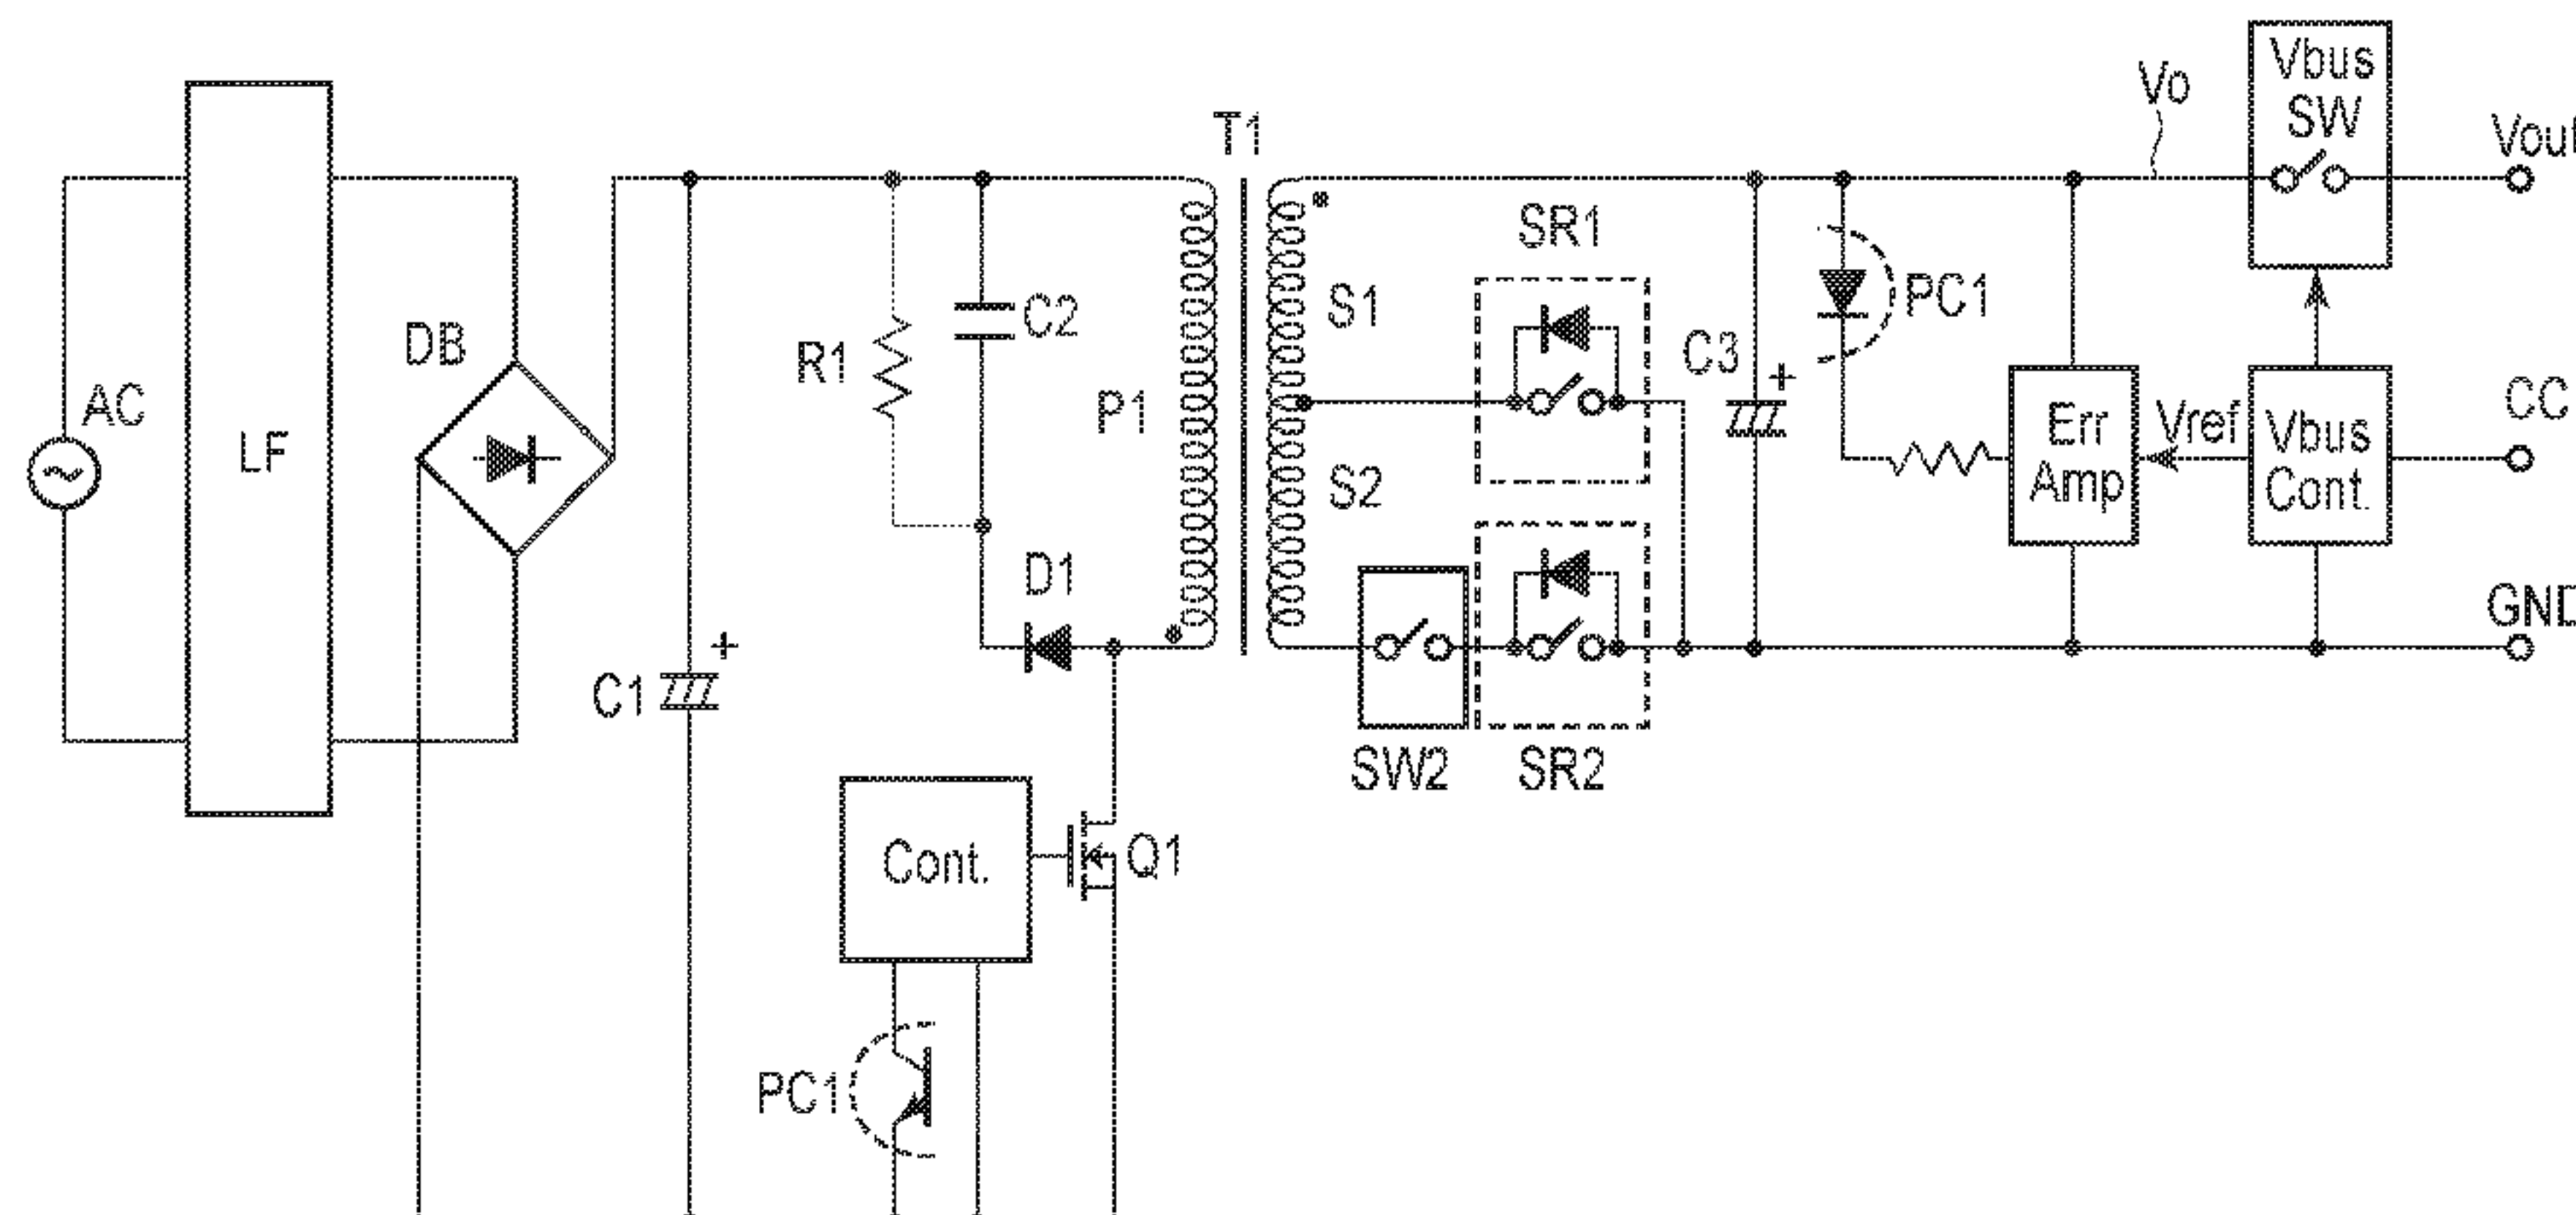 Vbus
SW
Vo
Vout
T1
SR1
S1
PC1
C2
DB
R1
C3
+
P1
AC
LF
Err
Amp
Vref
Vbus
Cont.
CC
S2
D1
GND
+
C1
SW2
SR2
Cont.
Q1
PC1